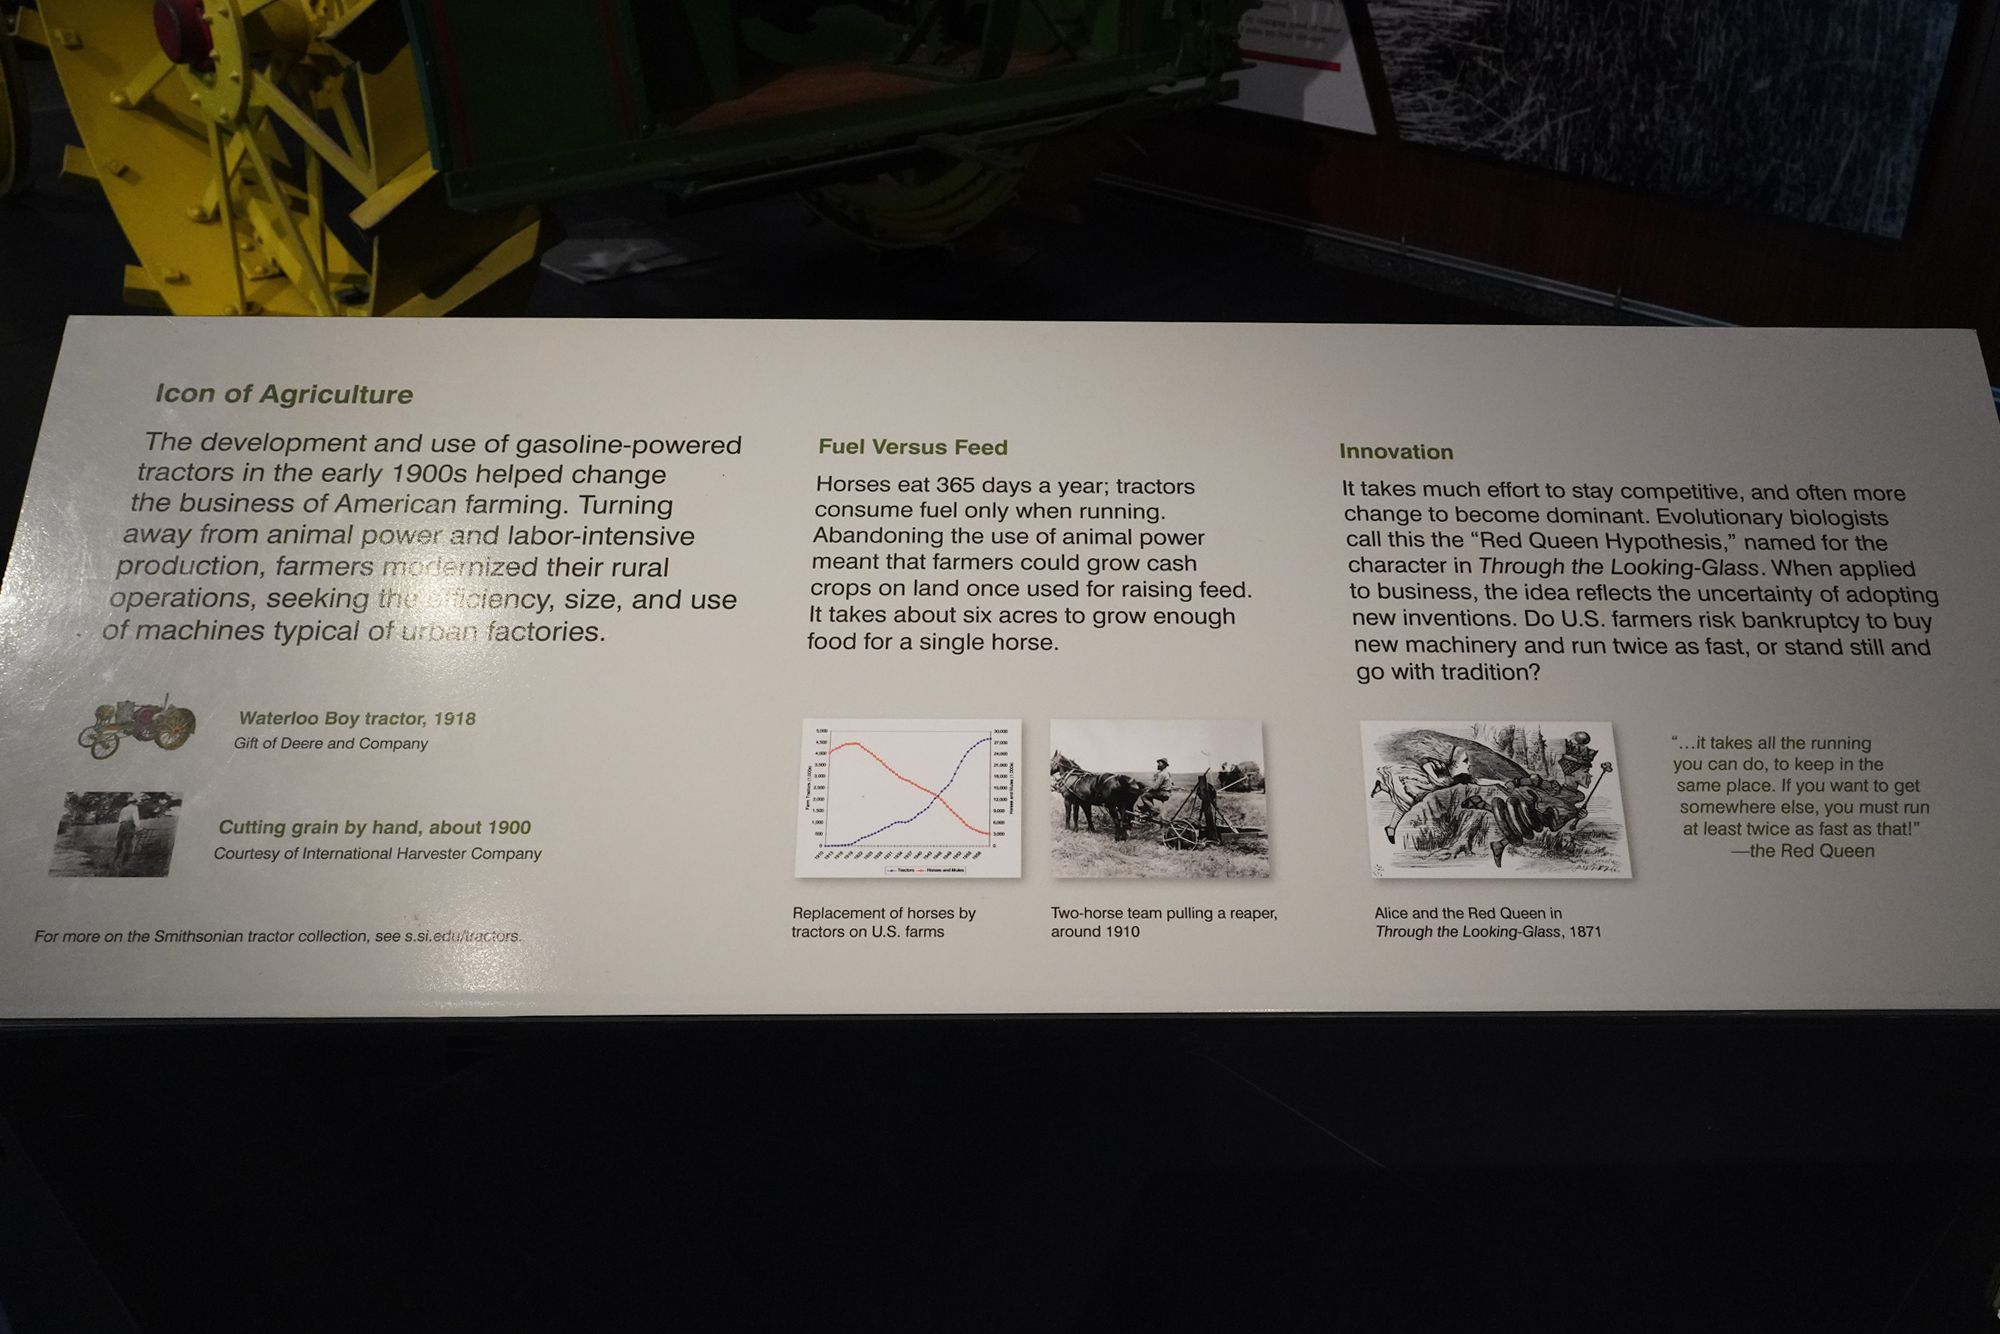 Icon of Agriculture
The development and use of gasoline-powered
tractors in the early 1900s helped change
the business of American farming. Turning
away from animal power and labor-intensive
production, farmers modernized their rural
operations, seeking the efficiency, size, and use
of machines typical of urban factories.
Waterloo Boy tractor, 1918
Gift of Deere and Company
Cutting grain by hand, about 1900
Courtesy of International Harvester Company
For more on the Smithsonian tractor collection, see s.si.edu/tractors.
Fuel Versus Feed
Horses eat 365 days a year; tractors
consume fuel only when running.
Abandoning the use of animal power
meant that farmers could grow cash
crops on land once used for raising feed.
It takes about six acres to grow enough
food for a single horse.
Tractors
Horses and Mules
Replacement of horses by
tractors on U.S. farms
Two-horse team pulling a reaper,
around 1910
Innovation
It takes much effort to stay competitive, and often more
change to become dominant. Evolutionary biologists
call this the “Red Queen Hypothesis,” named for the
character in Through the Looking-Glass. When applied
to business, the idea reflects the uncertainty of adopting
new inventions. Do U.S. farmers risk bankruptcy to buy
new machinery and run twice as fast, or stand still and
go with tradition?
Alice and the Red Queen in
Through the Looking-Glass, 1871
“…it takes all the running
you can do, to keep in the
same place. If you want to get
somewhere else, you must run
at least twice as fast as that!”
—the Red Queen